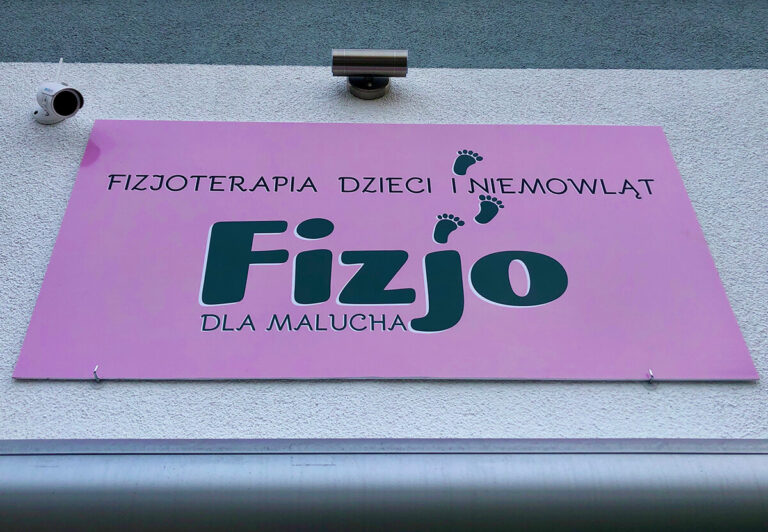 FIZJOTERAPIA DZIECI I NIEMOWLĄT
Fizjo
DLA MALUCHA